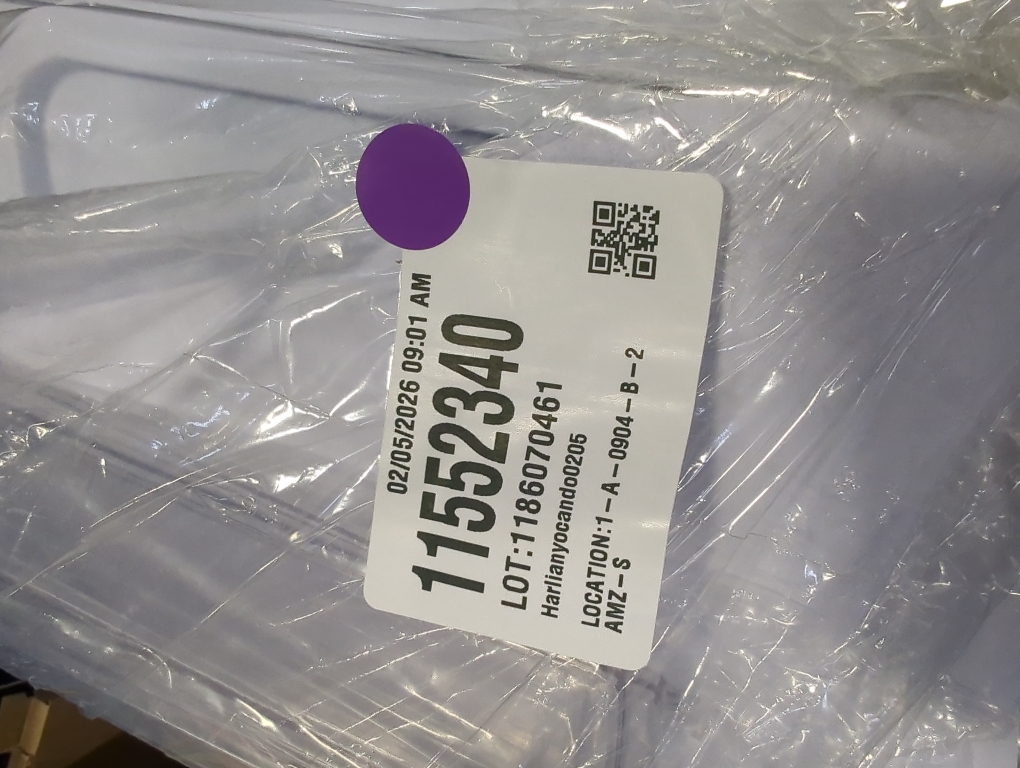 02/05/2026 09:01 AM
11552340
LOT:1186070461
Harlianyocando0205
LOCATION:1-A-0904-B-2
AMZ-S